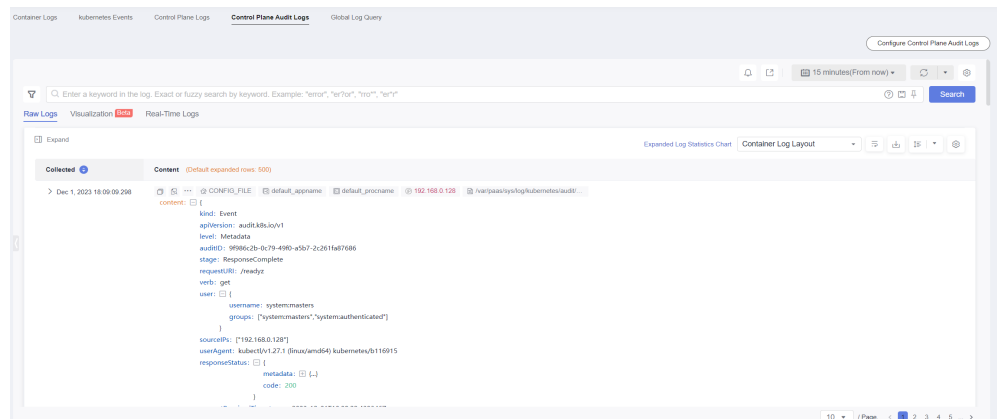 Container Logs kubernetes Events Control Plane Logs Control Plane Audit Logs Global Log Query
Configure Control Plane Audit Logs
15 minutes(From now)
Enter a keyword in the log. Exact or fuzzy search by keyword. Example: "error", "er?or", "rro*", "er*r"
Search
Raw Logs Visualization Beta Real-Time Logs
Expand
Expanded Log Statistics Chart Container Log Layout
Collected Content (Default expanded rows: 500)
Dec 1, 2023 18:09:09.298 CONFIG_FILE default_appname default_procname 192.168.0.128 /var/paas/sys/log/kubernetes/audit/...
content: {
kind: Event
apiVersion: audit.k8s.io/v1
level: Metadata
auditID: 9f986c2b-0c79-49f0-a5b7-2c261fa87686
stage: ResponseComplete
requestURI: /readyz
verb: get
user: {
username: system:masters
groups: ["system:masters","system:authenticated"]
}
sourceIPs: ["192.168.0.128"]
userAgent: kubectl/v1.27.1 (linux/amd64) kubernetes/b116915
responseStatus: {
metadata: {...}
code: 200
}
10 /Page < 1 2 3 4 5 ... >